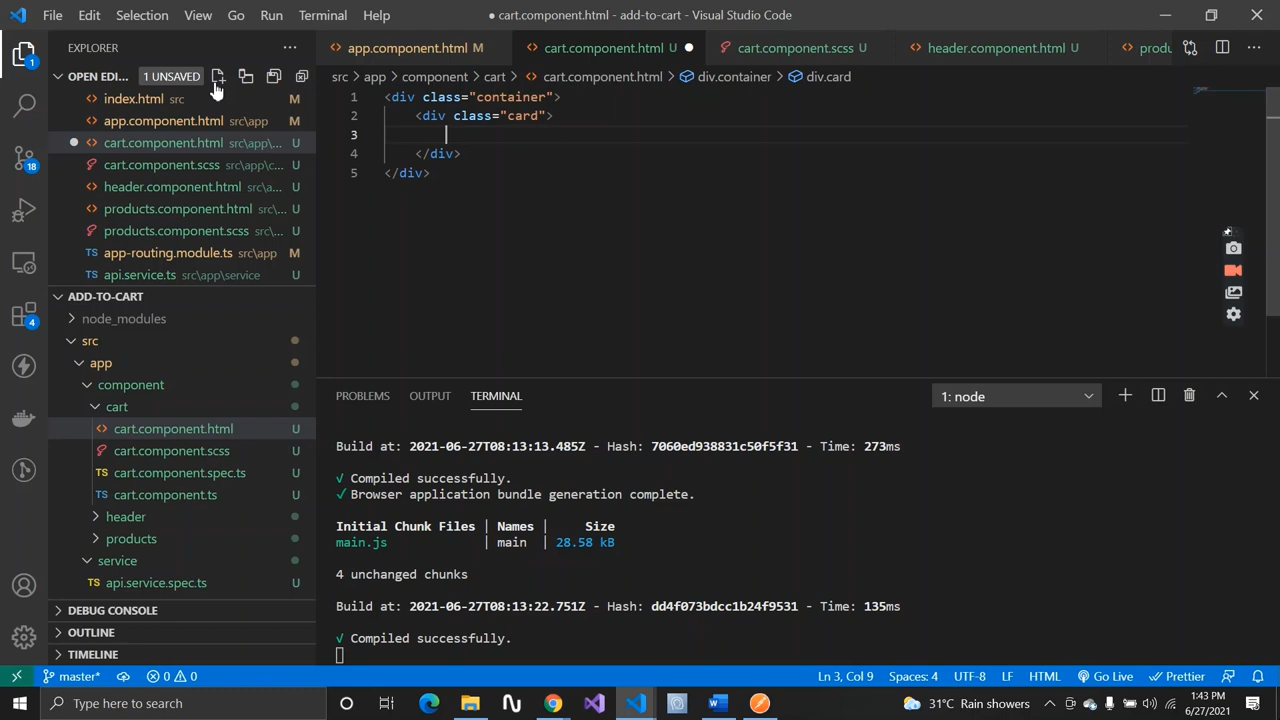 File Edit Selection View Go Run Terminal Help
● cart.component.html - add-to-cart - Visual Studio Code
EXPLORER
OPEN EDI... 1 UNSAVED
index.html src M
app.component.html src\app M
cart.component.html src\app\... U
cart.component.scss src\app\c... U
header.component.html src\a... U
products.component.html src\... U
products.component.scss src\... U
TS app-routing.module.ts src\app M
TS api.service.ts src\app\service U
ADD-TO-CART
node_modules
src
app
component
cart
cart.component.html U
cart.component.scss U
TS cart.component.spec.ts U
TS cart.component.ts U
header
products
service
TS api.service.spec.ts U
DEBUG CONSOLE
OUTLINE
TIMELINE
1
18
4
app.component.html M
cart.component.html U
cart.component.scss U
header.component.html U
produ
src > app > component > cart > cart.component.html > div.container > div.card
1 <div class="container">
2 <div class="card">
3
4 </div>
5 </div>
PROBLEMS OUTPUT TERMINAL
1: node
Build at: 2021-06-27T08:13:13.485Z - Hash: 7060ed938831c50f5f31 - Time: 273ms
√ Compiled successfully.
√ Browser application bundle generation complete.
Initial Chunk Files | Names | Size
main.js | main | 28.58 kB
4 unchanged chunks
Build at: 2021-06-27T08:13:22.751Z - Hash: dd4f073bdcc1b24f9531 - Time: 135ms
√ Compiled successfully.
master* 0 0
Ln 3, Col 9 Spaces: 4 UTF-8 LF HTML Go Live Prettier
Type here to search
31°C Rain showers
1:43 PM
6/27/2021